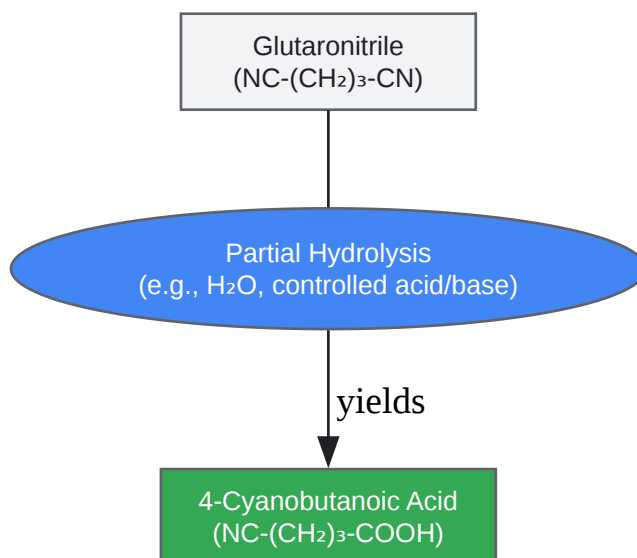 Glutaronitrile
(NC-(CH₂)₃-CN)
Partial Hydrolysis
(e.g., H₂O, controlled acid/base)
yields
4-Cyanobutanoic Acid
(NC-(CH₂)₃-COOH)